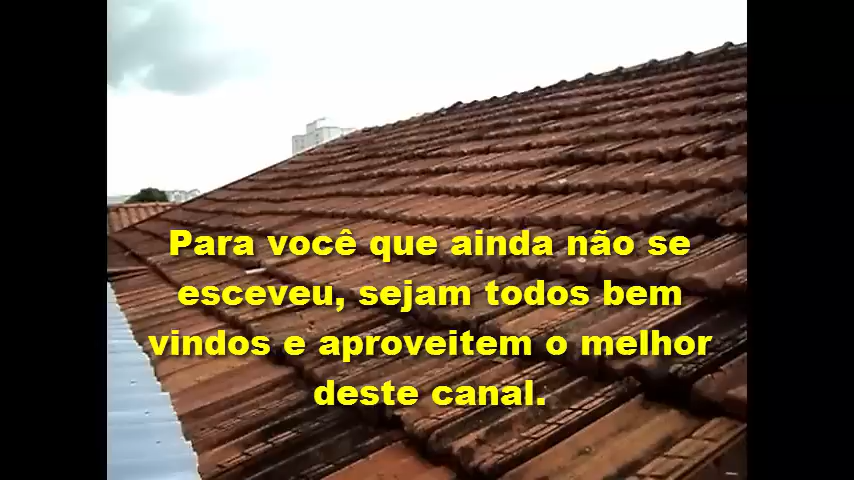 Para você que ainda não se
esceveu, sejam todos bem
vindos e aproveitem o melhor
deste canal.